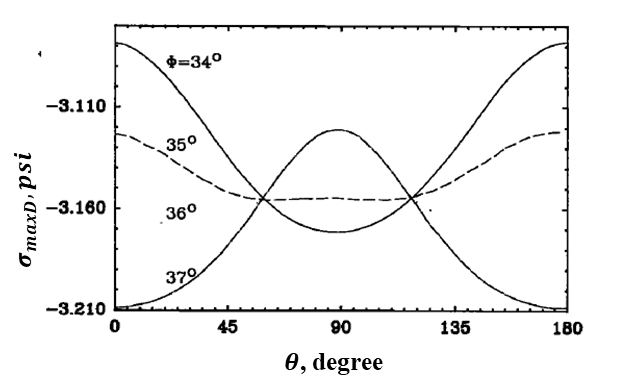 Φ=34°
-3.110
35°
σmaxD, psi
-3.160
36°
37°
-3.210
0 45 90 135 180
θ, degree